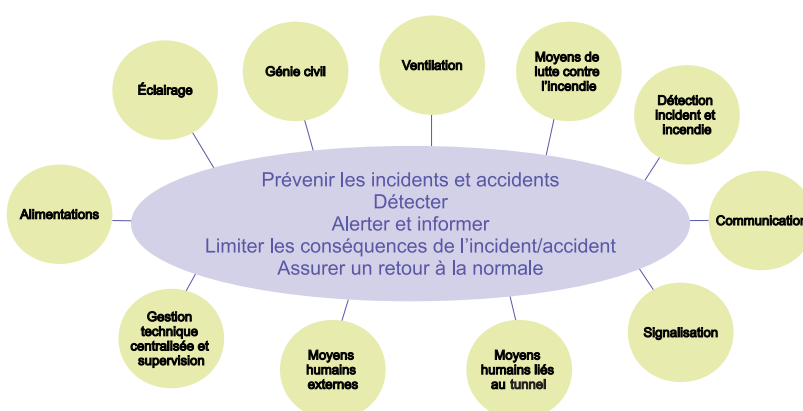 Éclairage
Génie civil
Ventilation
Moyens de
lutte contre
l'incendie
Détection
incident et
incendie
Alimentations
Prévenir les incidents et accidents
Détecter
Alerter et informer
Limiter les conséquences de l'incident/accident
Assurer un retour à la normale
Communication
Gestion
technique
centralisée et
supervision
Moyens
humains
externes
Moyens
humains liés
au tunnel
Signalisation